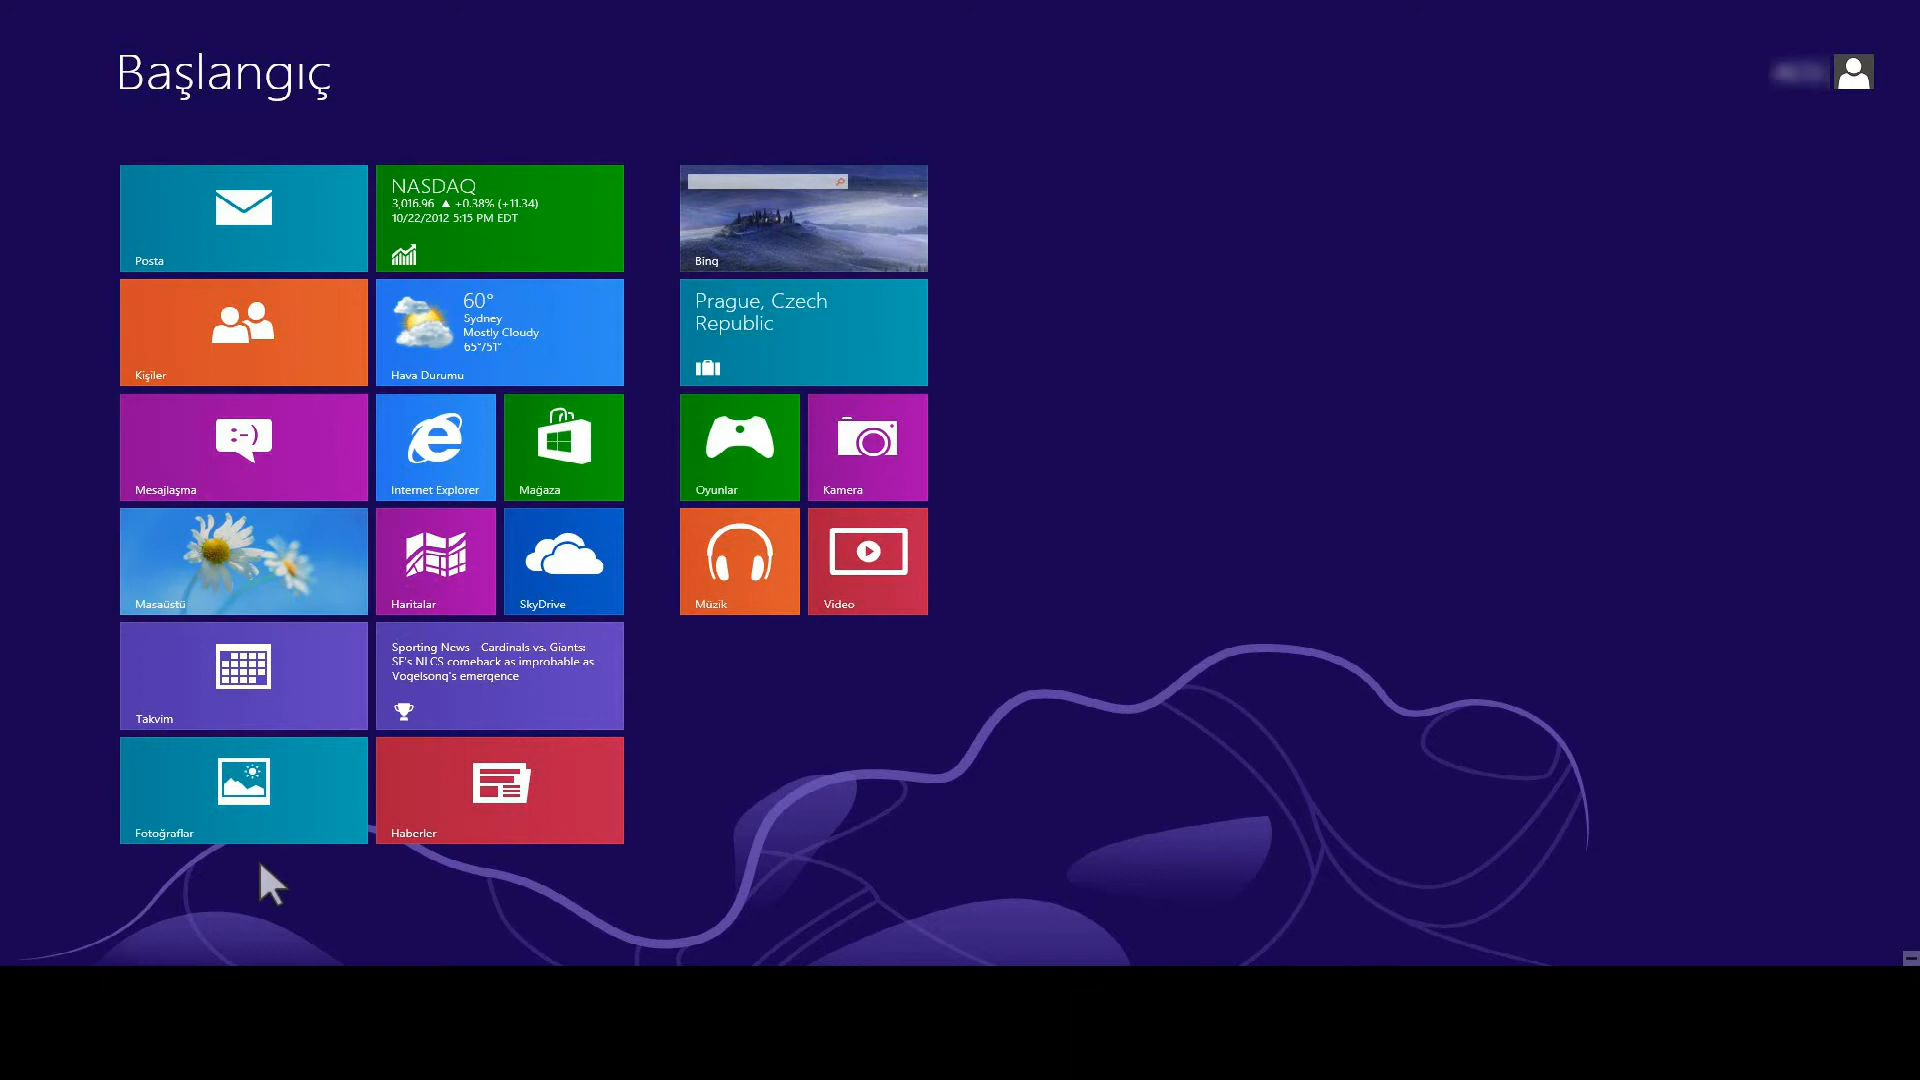 Başlangıç
Posta
NASDAQ
3,016.96 ▲ +0.38% (+11.34)
10/22/2012 5:15 PM EDT
Bing
Kişiler
60°
Sydney
Mostly Cloudy
65°/51°
Hava Durumu
Prague, Czech
Republic
Mesajlaşma
:-)
Internet Explorer
Mağaza
Oyunlar
Kamera
Masaüstü
Haritalar
SkyDrive
Müzik
Video
Takvim
Sporting News - Cardinals vs. Giants:
SF's NLCS comeback as improbable as
Vogelsong's emergence
Fotoğraflar
Haberler